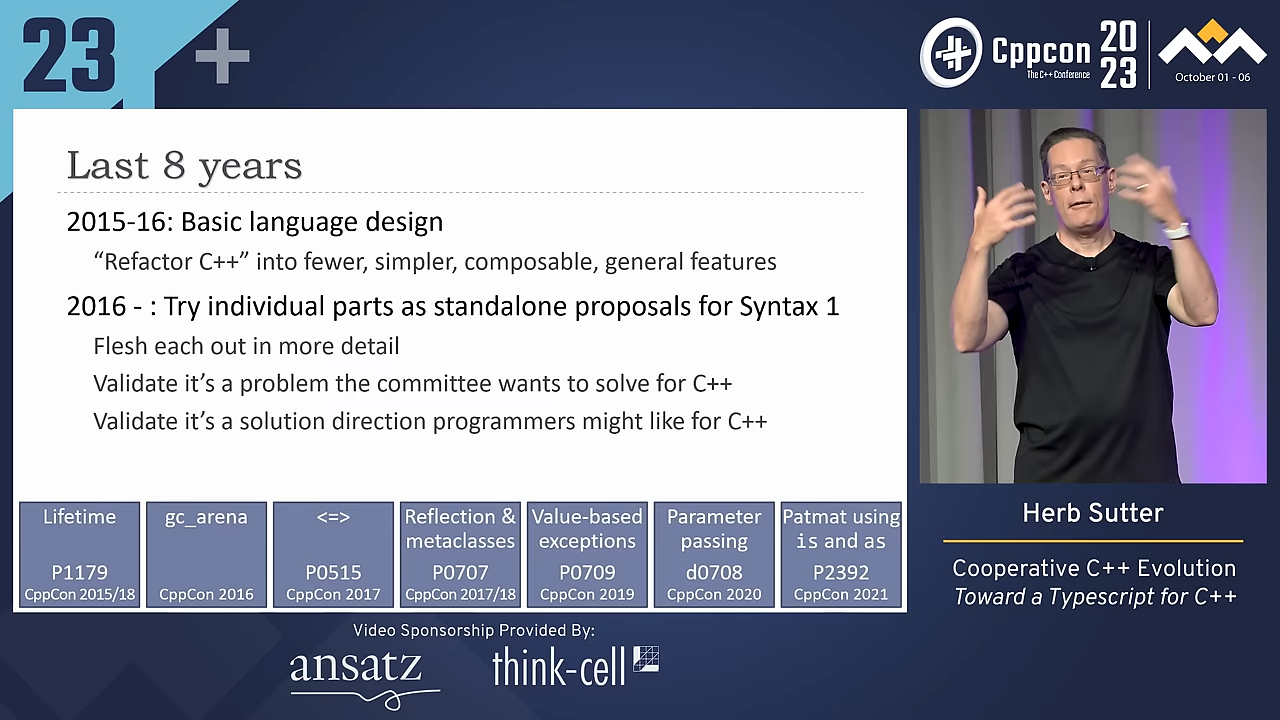 23 +
Cppcon
The C++ Conference
20
23
October 01 - 06
Last 8 years
2015-16: Basic language design
“Refactor C++” into fewer, simpler, composable, general features
2016 - : Try individual parts as standalone proposals for Syntax 1
Flesh each out in more detail
Validate it’s a problem the committee wants to solve for C++
Validate it’s a solution direction programmers might like for C++
Lifetime
P1179
CppCon 2015/18
gc_arena
CppCon 2016
<=>
P0515
CppCon 2017
Reflection &
metaclasses
P0707
CppCon 2017/18
Value-based
exceptions
P0709
CppCon 2019
Parameter
passing
d0708
CppCon 2020
Patmat using
is and as
P2392
CppCon 2021
Herb Sutter
Cooperative C++ Evolution
Toward a Typescript for C++
Video Sponsorship Provided By:
ansatz
think-cell